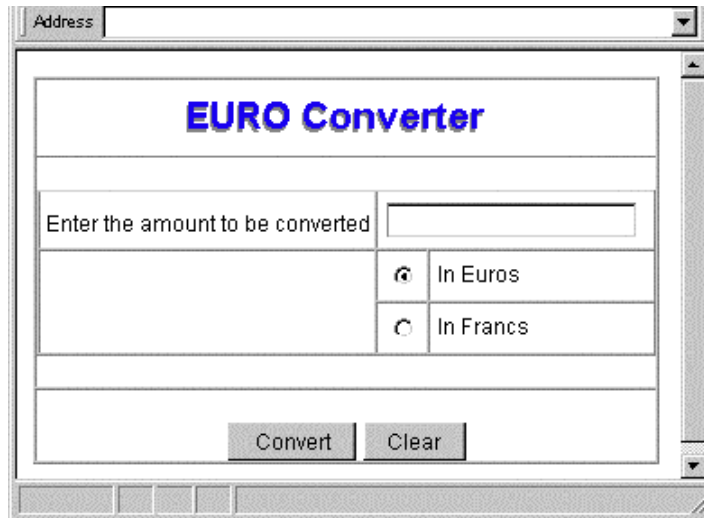 Address
EURO Converter
Enter the amount to be converted
In Euros
In Francs
Convert Clear